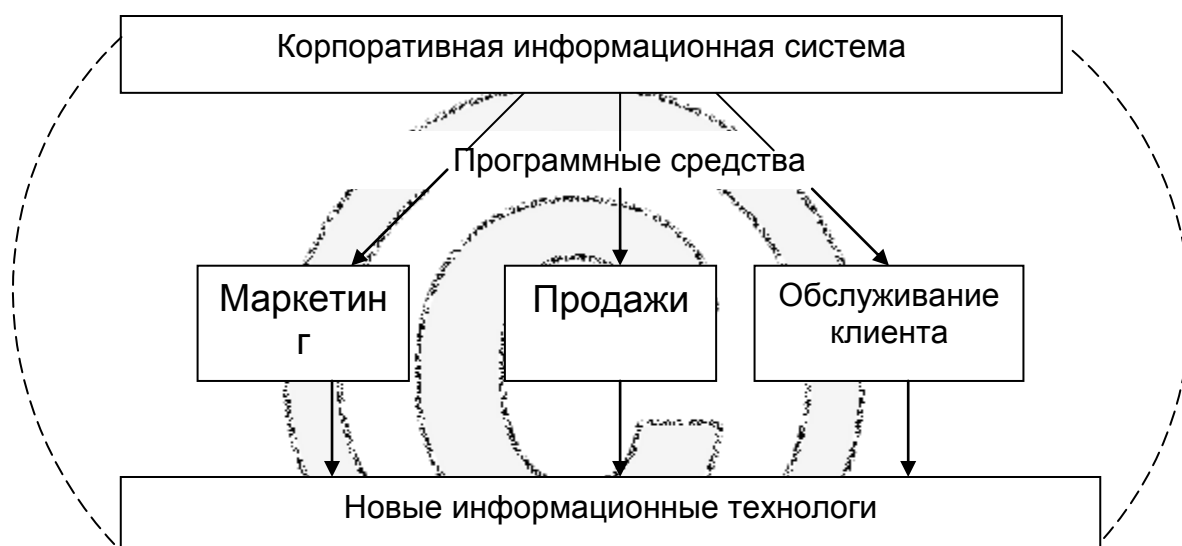 Корпоративная информационная система
Программные средства
Маркетин
г
Продажи
Обслуживание
клиента
Новые информационные технологи